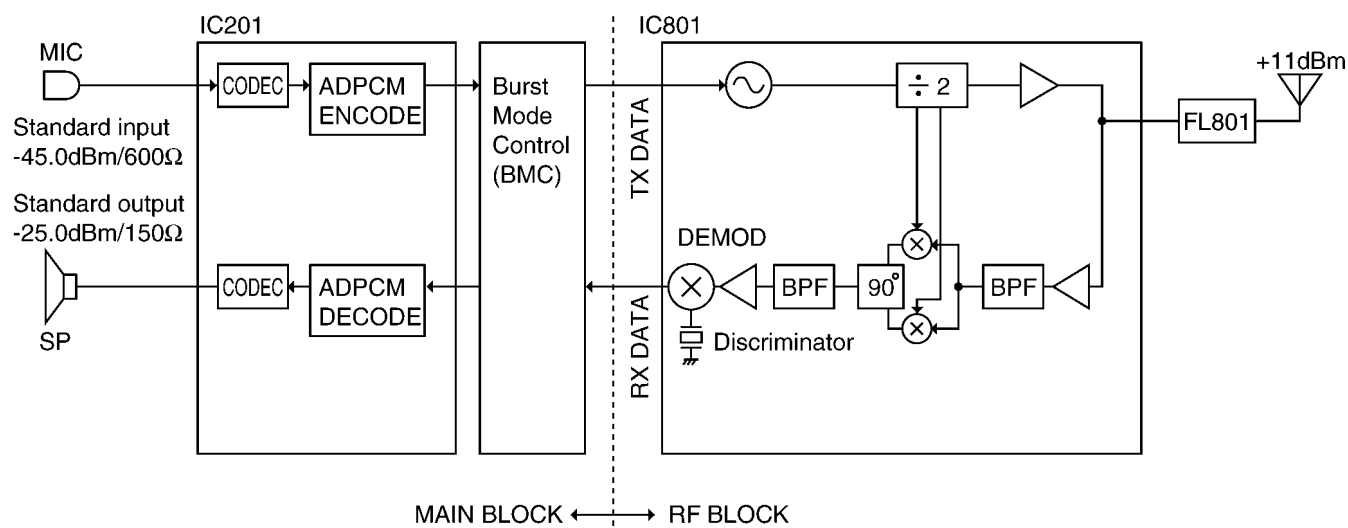 IC201
IC801
MIC
CODEC
ADPCM
ENCODE
Burst
Mode
Control
(BMC)
÷ 2
+11dBm
FL801
Standard input
-45.0dBm/600Ω
TX DATA
Standard output
-25.0dBm/150Ω
DEMOD
CODEC
ADPCM
DECODE
BPF
90°
BPF
SP
RX DATA
Discriminator
MAIN BLOCK
RF BLOCK